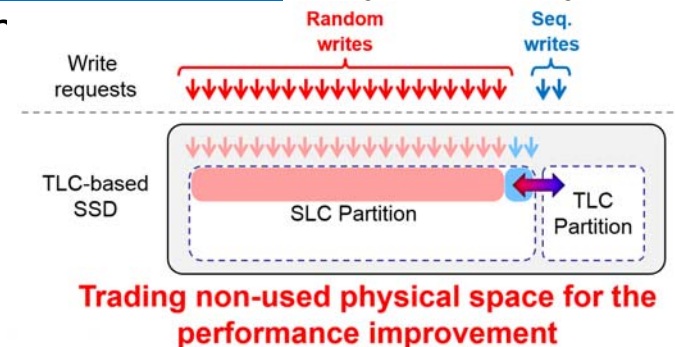 Random
writes
Seq.
writes
Write
requests
TLC-based
SSD
SLC Partition
TLC
Partition
Trading non-used physical space for the
performance improvement